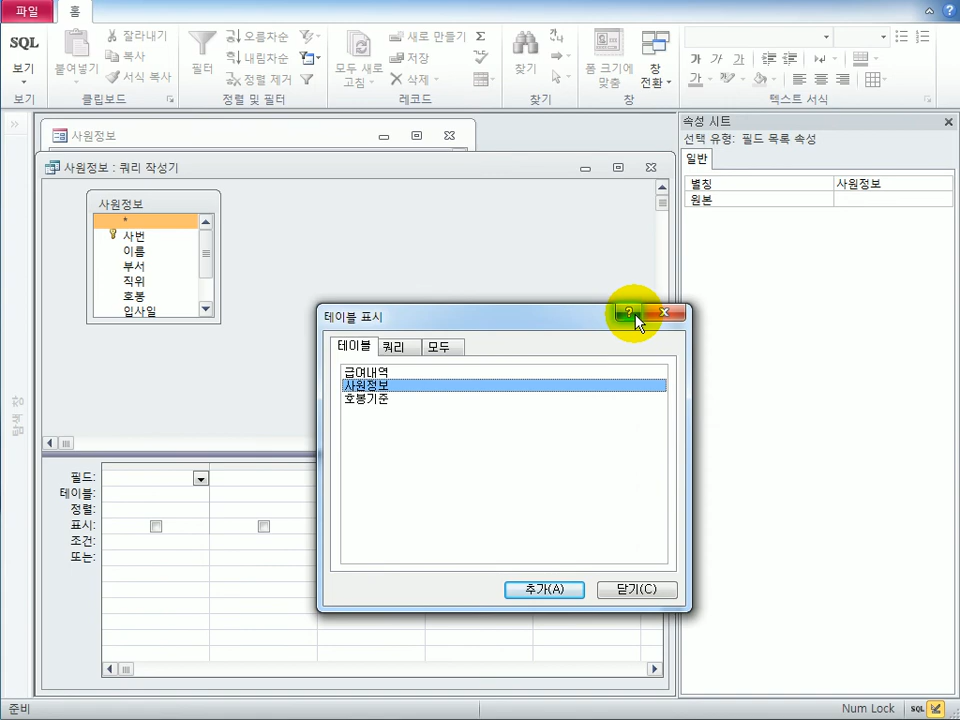 파일
홈
SQL
보기
붙여넣기
잘라내기
복사
서식 복사
필터
오름차순
내림차순
정렬 제거
모두 새로
고침
새로 만들기
저장
삭제
찾기
폼 크기에
맞춤
창
전환
가 가 가
가
보기
클립보드
정렬 및 필터
레코드
찾기
창
텍스트 서식
사원정보
속성 시트
선택 유형: 필드 목록 속성
일반
별칭 사원정보
원본
사원정보 : 쿼리 작성기
사원정보
*
사번
이름
부서
직위
호봉
입사일
탐색 창
테이블 표시
테이블
쿼리
모두
급여내역
사원정보
호봉기준
추가(A)
닫기(C)
필드:
테이블:
정렬:
표시:
조건:
또는:
준비
Num Lock
SQL